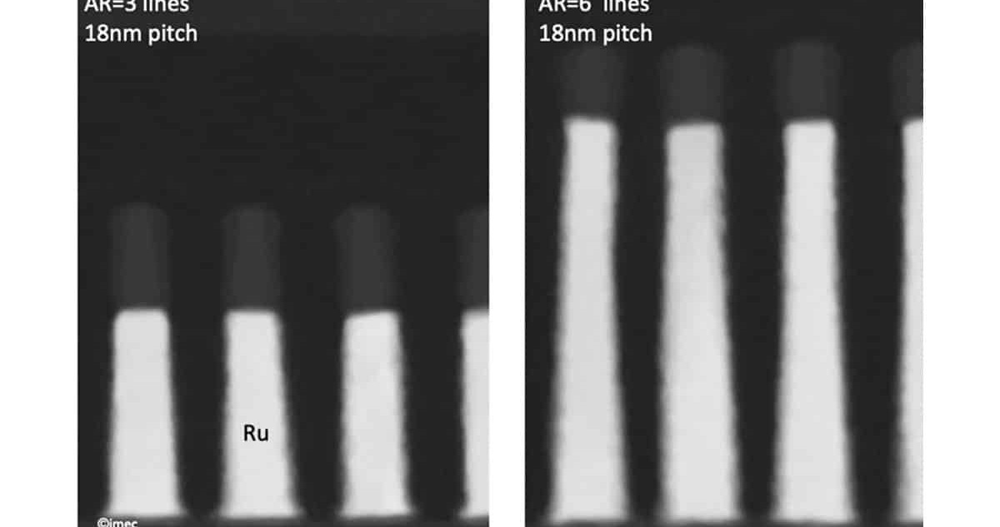 AR=3 lines
18nm pitch
Ru
©imec
AR=6 lines
18nm pitch